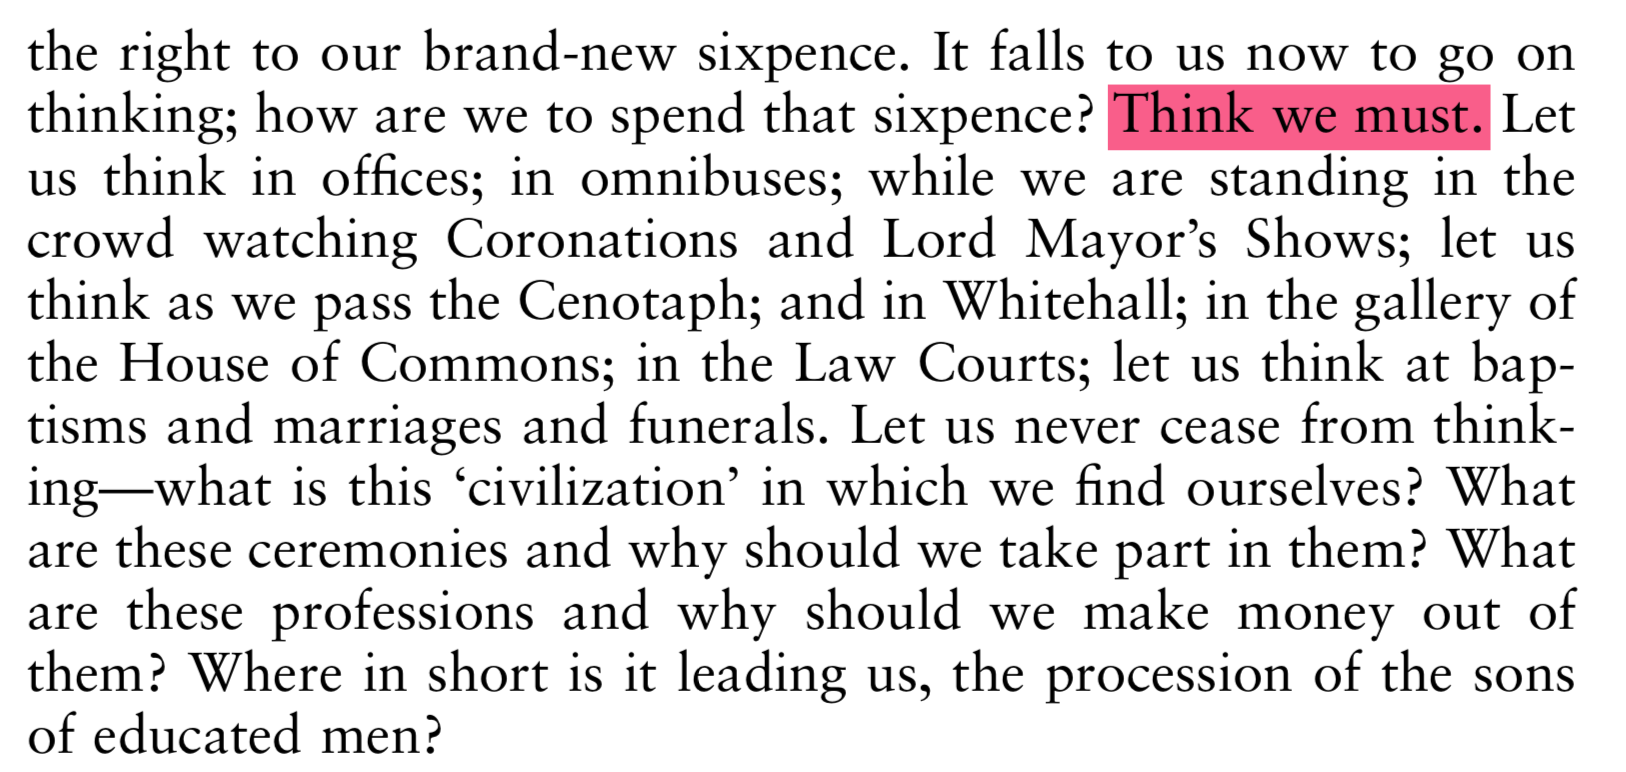 the right to our brand-new sixpence. It falls to us now to go on
thinking; how are we to spend that sixpence? Think we must. Let
us think in offices; in omnibuses; while we are standing in the
crowd watching Coronations and Lord Mayor’s Shows; let us
think as we pass the Cenotaph; and in Whitehall; in the gallery of
the House of Commons; in the Law Courts; let us think at bap-
tisms and marriages and funerals. Let us never cease from think-
ing—what is this ‘civilization’ in which we find ourselves? What
are these ceremonies and why should we take part in them? What
are these professions and why should we make money out of
them? Where in short is it leading us, the procession of the sons
of educated men?